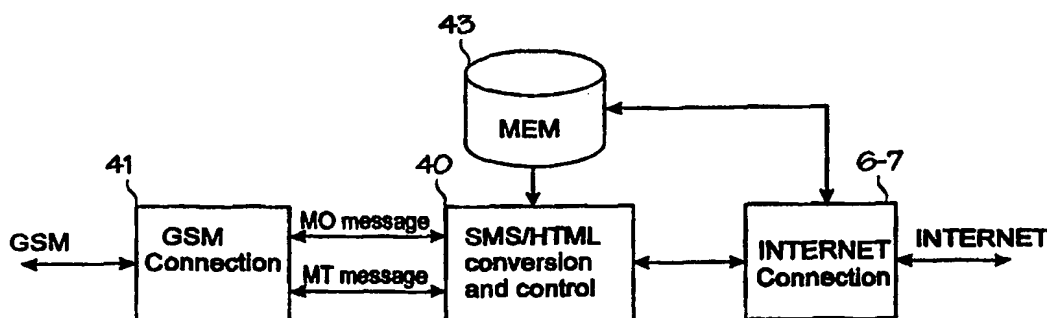 43
MEM
41
40
6-7
GSM
GSM
Connection
MO message
MT message
SMS/HTML
conversion
and control
INTERNET
Connection
INTERNET